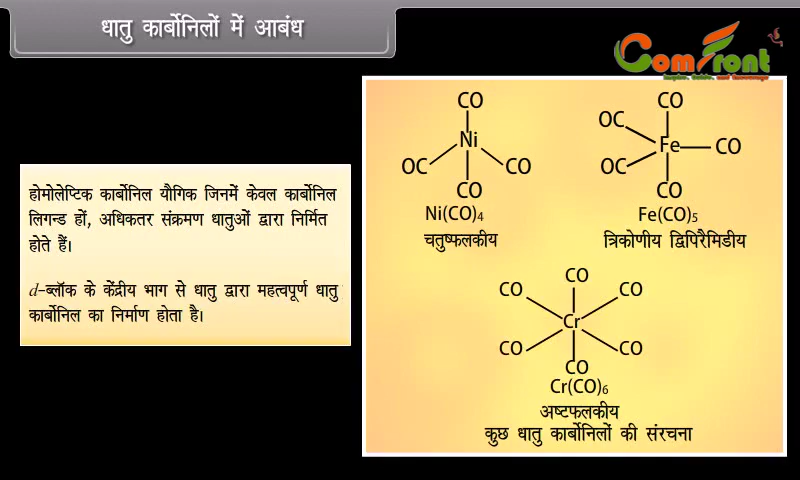 धातु कार्बोनिलों में आबंध
ComFront
होमोलेप्टिक कार्बोनिल यौगिक जिनमें केवल कार्बोनिल
लिगन्ड हों, अधिकतर संक्रमण धातुओं द्वारा निर्मित
होते हैं।
d-ब्लॉक के केंद्रीय भाग से धातु द्वारा महत्वपूर्ण धातु
कार्बोनिल का निर्माण होता है।
CO
Ni
OC CO
CO
Ni(CO)₄
चतुष्फलकीय
CO
OC
Fe CO
OC
CO
Fe(CO)₅
त्रिकोणीय द्विपिरैमिडीय
CO
CO CO
Cr
CO CO
CO
Cr(CO)₆
अष्टफलकीय
कुछ धातु कार्बोनिलों की संरचना